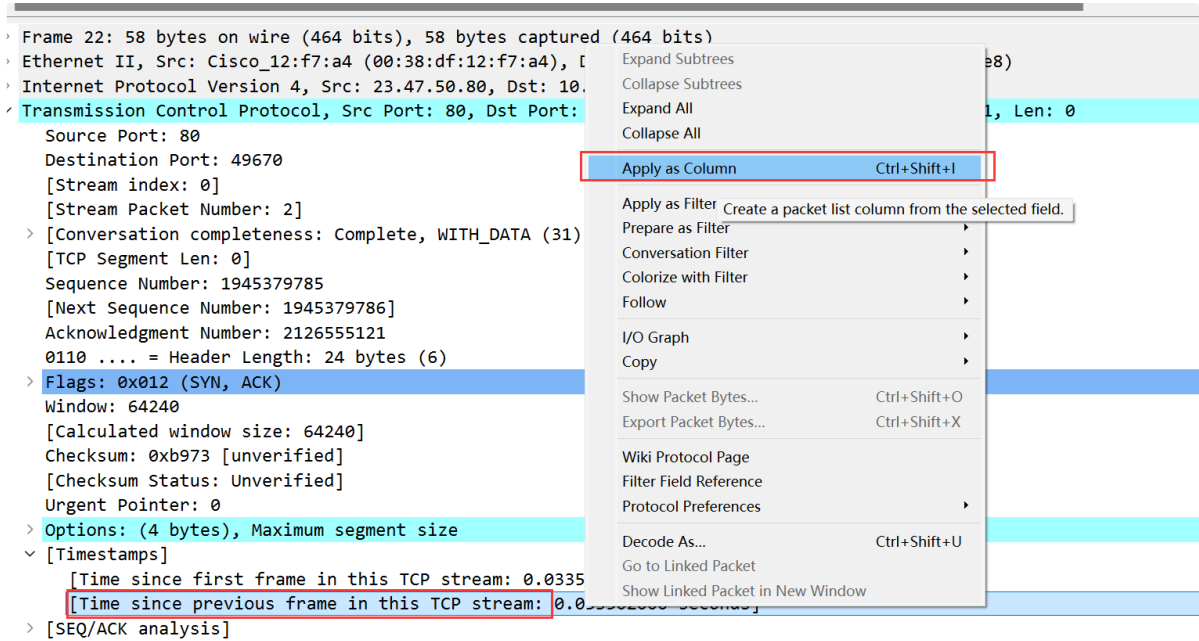 Frame 22: 58 bytes on wire (464 bits), 58 bytes captured (464 bits)
Ethernet II, Src: Cisco_12:f7:a4 (00:38:df:12:f7:a4), e8)
Internet Protocol Version 4, Src: 23.47.50.80, Dst: 10.
Transmission Control Protocol, Src Port: 80, Dst Port: 1, Len: 0
Source Port: 80
Destination Port: 49670
[Stream index: 0]
[Stream Packet Number: 2]
[Conversation completeness: Complete, WITH_DATA (31)
[TCP Segment Len: 0]
Sequence Number: 1945379785
[Next Sequence Number: 1945379786]
Acknowledgment Number: 2126555121
0110 .... = Header Length: 24 bytes (6)
Flags: 0x012 (SYN, ACK)
Window: 64240
[Calculated window size: 64240]
Checksum: 0xb973 [unverified]
[Checksum Status: Unverified]
Urgent Pointer: 0
Options: (4 bytes), Maximum segment size
[Timestamps]
[Time since first frame in this TCP stream: 0.0335
[Time since previous frame in this TCP stream:
[SEQ/ACK analysis]
Expand Subtrees
Collapse Subtrees
Expand All
Collapse All
Apply as Column Ctrl+Shift+I
Apply as Filter
Create a packet list column from the selected field.
Prepare as Filter
Conversation Filter
Colorize with Filter
Follow
I/O Graph
Copy
Show Packet Bytes... Ctrl+Shift+O
Export Packet Bytes... Ctrl+Shift+X
Wiki Protocol Page
Filter Field Reference
Protocol Preferences
Decode As... Ctrl+Shift+U
Go to Linked Packet
Show Linked Packet in New Window